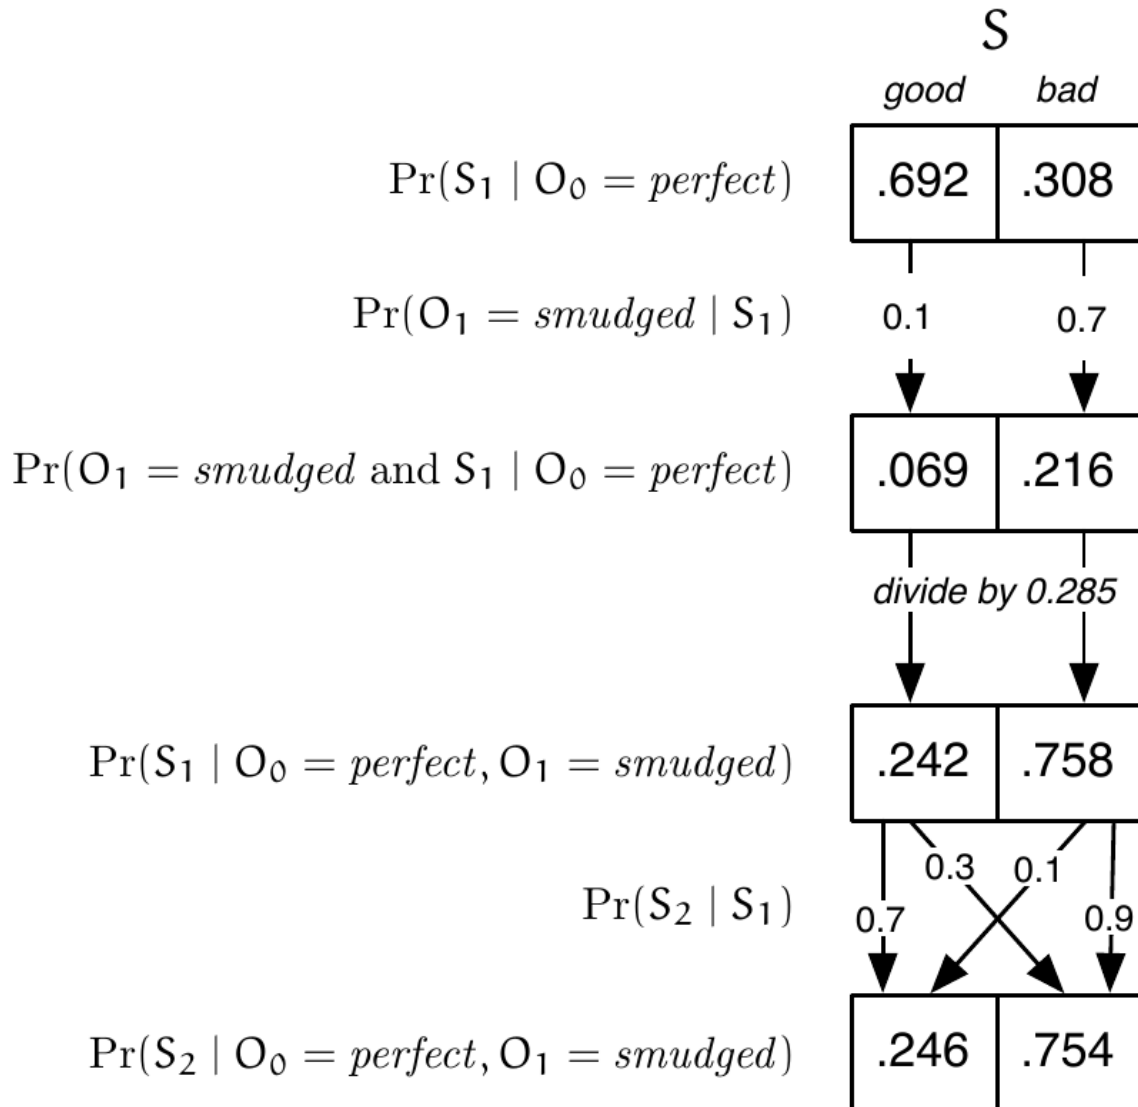 S
good bad
Pr(S₁ | O₀ = perfect) .692 .308
Pr(O₁ = smudged | S₁) 0.1 0.7
Pr(O₁ = smudged and S₁ | O₀ = perfect) .069 .216
divide by 0.285
Pr(S₁ | O₀ = perfect, O₁ = smudged) .242 .758
0.3 0.1
Pr(S₂ | S₁) 0.7 0.9
Pr(S₂ | O₀ = perfect, O₁ = smudged) .246 .754